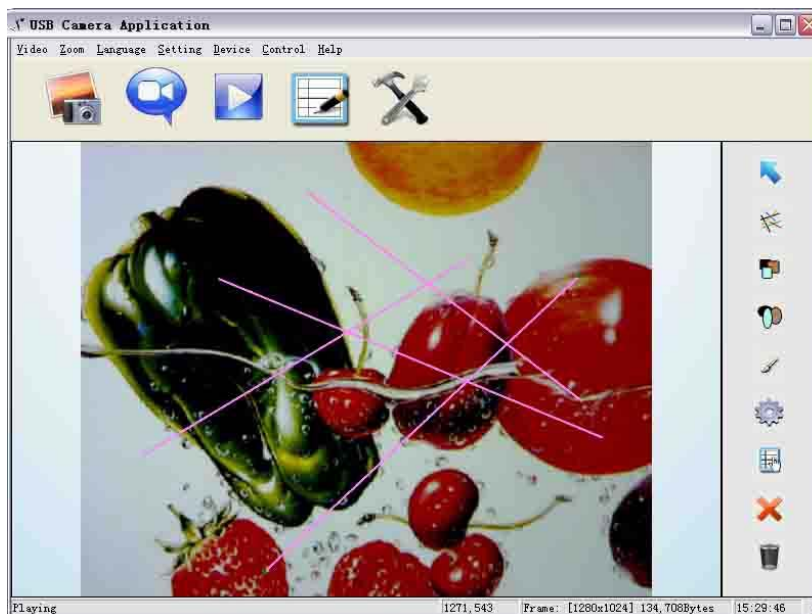 USB Camera Application
Video Zoom Language Setting Device Control Help
Playing 1271,543 Frame: [1280x1024] 134,708Bytes 15:29:46